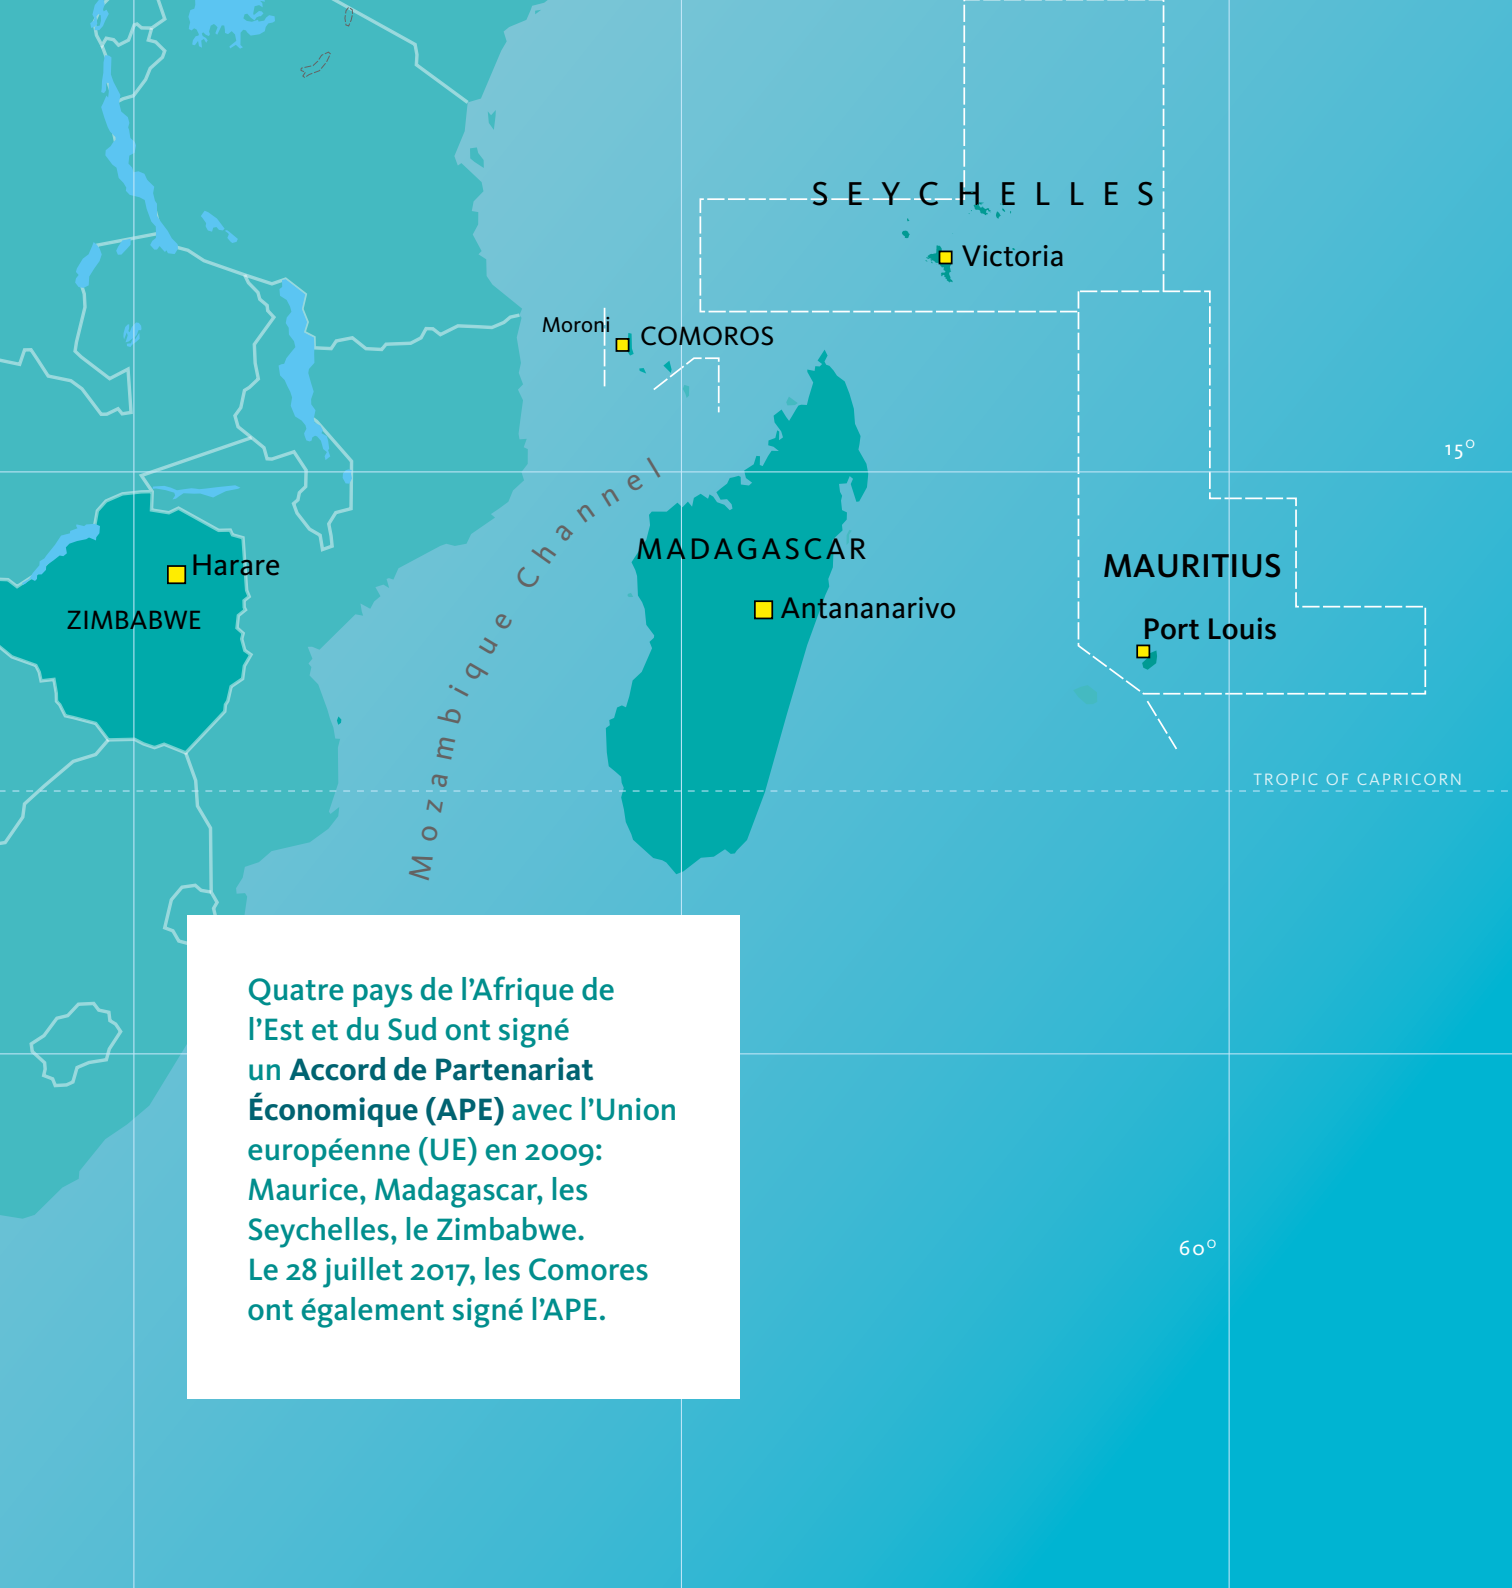 SEYCHELLES
Victoria
Moroni
COMOROS
15°
Mozambique Channel
MADAGASCAR
MAURITIUS
Harare
Antananarivo
ZIMBABWE
Port Louis
TROPIC OF CAPRICORN
Quatre pays de l’Afrique de
l’Est et du Sud ont signé
un Accord de Partenariat
Économique (APE) avec l’Union
européenne (UE) en 2009:
Maurice, Madagascar, les
Seychelles, le Zimbabwe.
Le 28 juillet 2017, les Comores
ont également signé l’APE.
60°